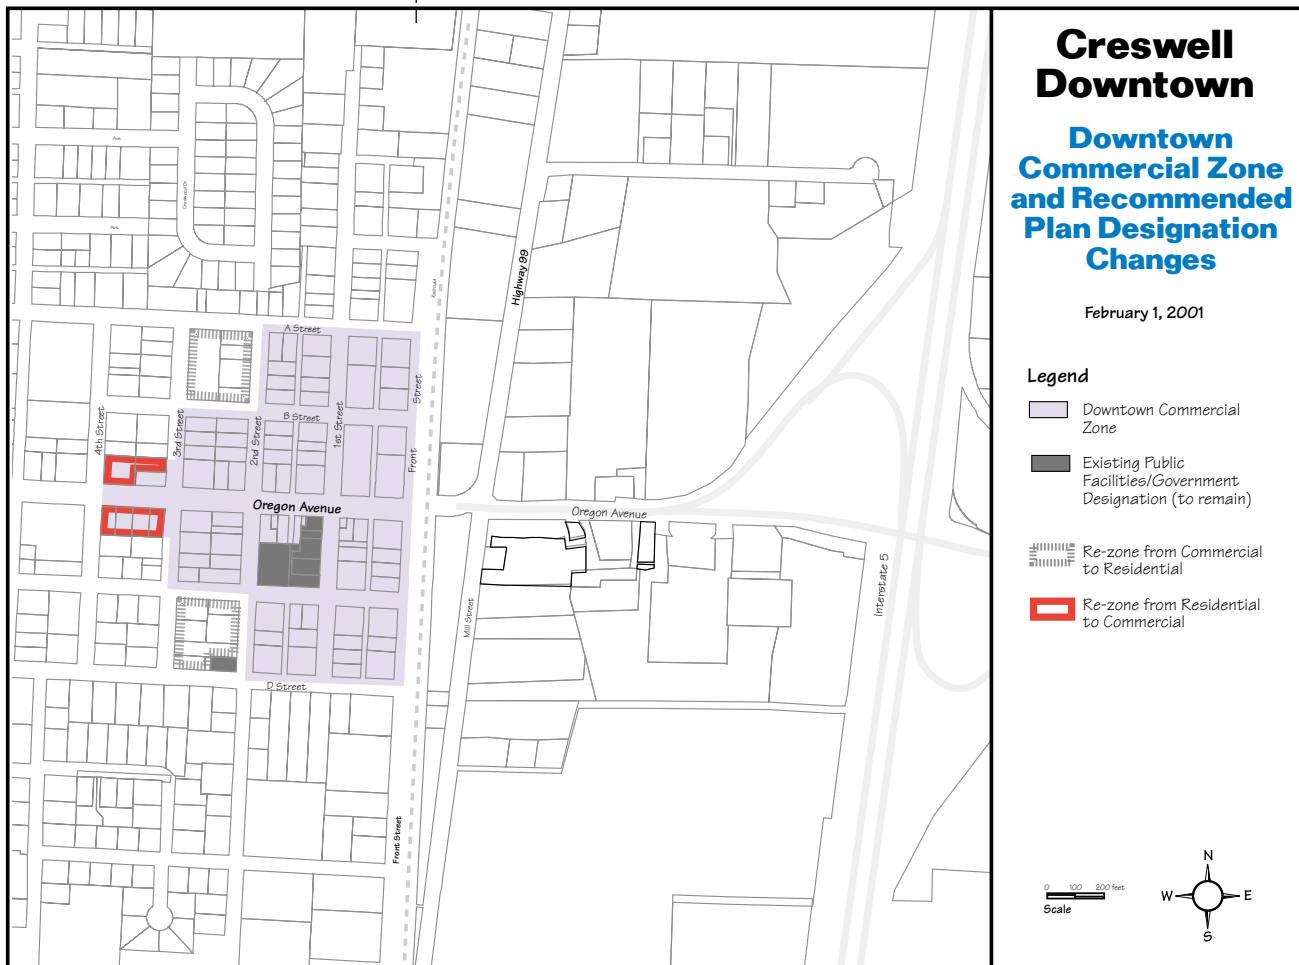 Creswell
Downtown
Downtown
Commercial Zone
and Recommended
Plan Designation
Changes
February 1, 2001
Legend
Downtown Commercial
Zone
Existing Public
Facilities/Government
Designation (to remain)
Re-zone from Commercial
to Residential
Re-zone from Residential
to Commercial
0 100 200 feet
Scale
N
W E
S
Ave.
Ave.
Railroad
Highway 99
A Street
B Street
4th Street
3rd Street
2nd Street
1st Street
Front Street
Oregon Avenue
Oregon Avenue
Interstate 5
Mill Street
D Street
Front Street